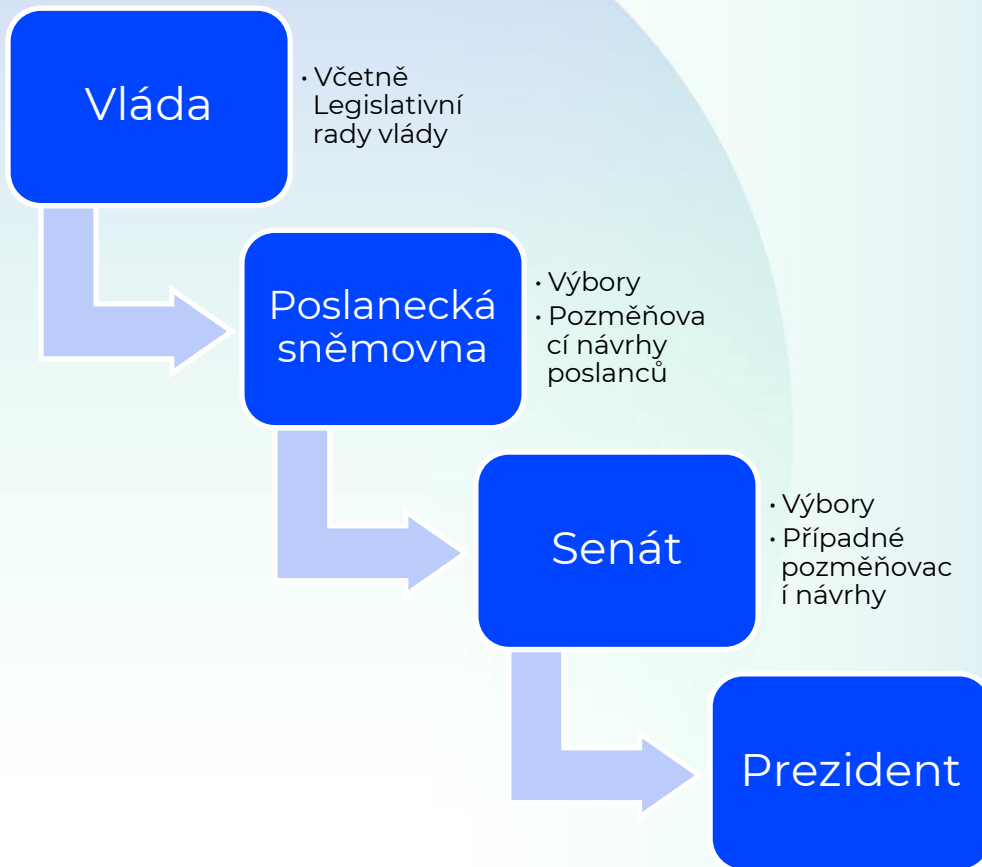 Vláda
· Včetně
Legislativní
rady vlády
Poslanecká
sněmovna
· Výbory
· Pozměňova
cí návrhy
poslanců
Senát
· Výbory
· Případné
pozměňovac
í návrhy
Prezident